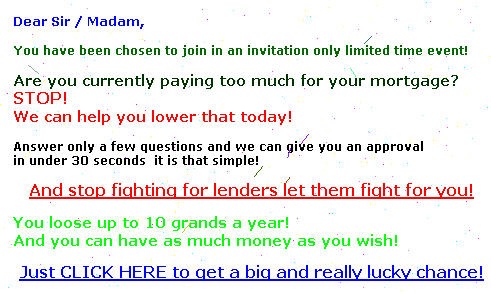 Dear Sir / Madam,
You have been chosen to join in an invitation only limited time event!
Are you currently paying too much for your mortgage?
STOP!
We can help you lower that today!
Answer only a few questions and we can give you an approval
in under 30 seconds  it is that simple!
And stop fighting for lenders let them fight for you!
You loose up to 10 grands a year!
And you can have as much money as you wish!
Just CLICK HERE to get a big and really lucky chance!